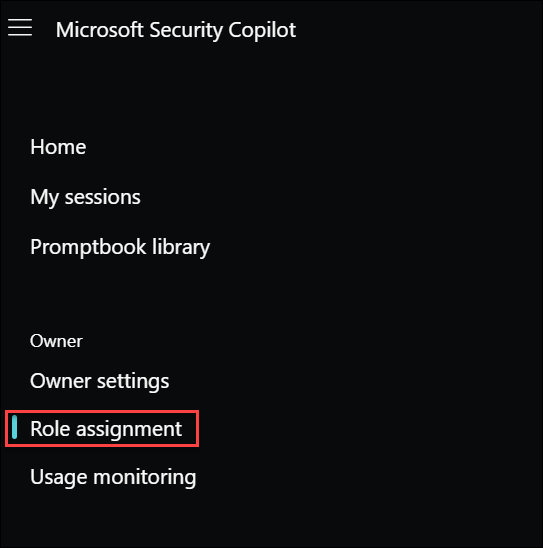 Microsoft Security Copilot
Home
My sessions
Promptbook library
Owner
Owner settings
Role assignment
Usage monitoring